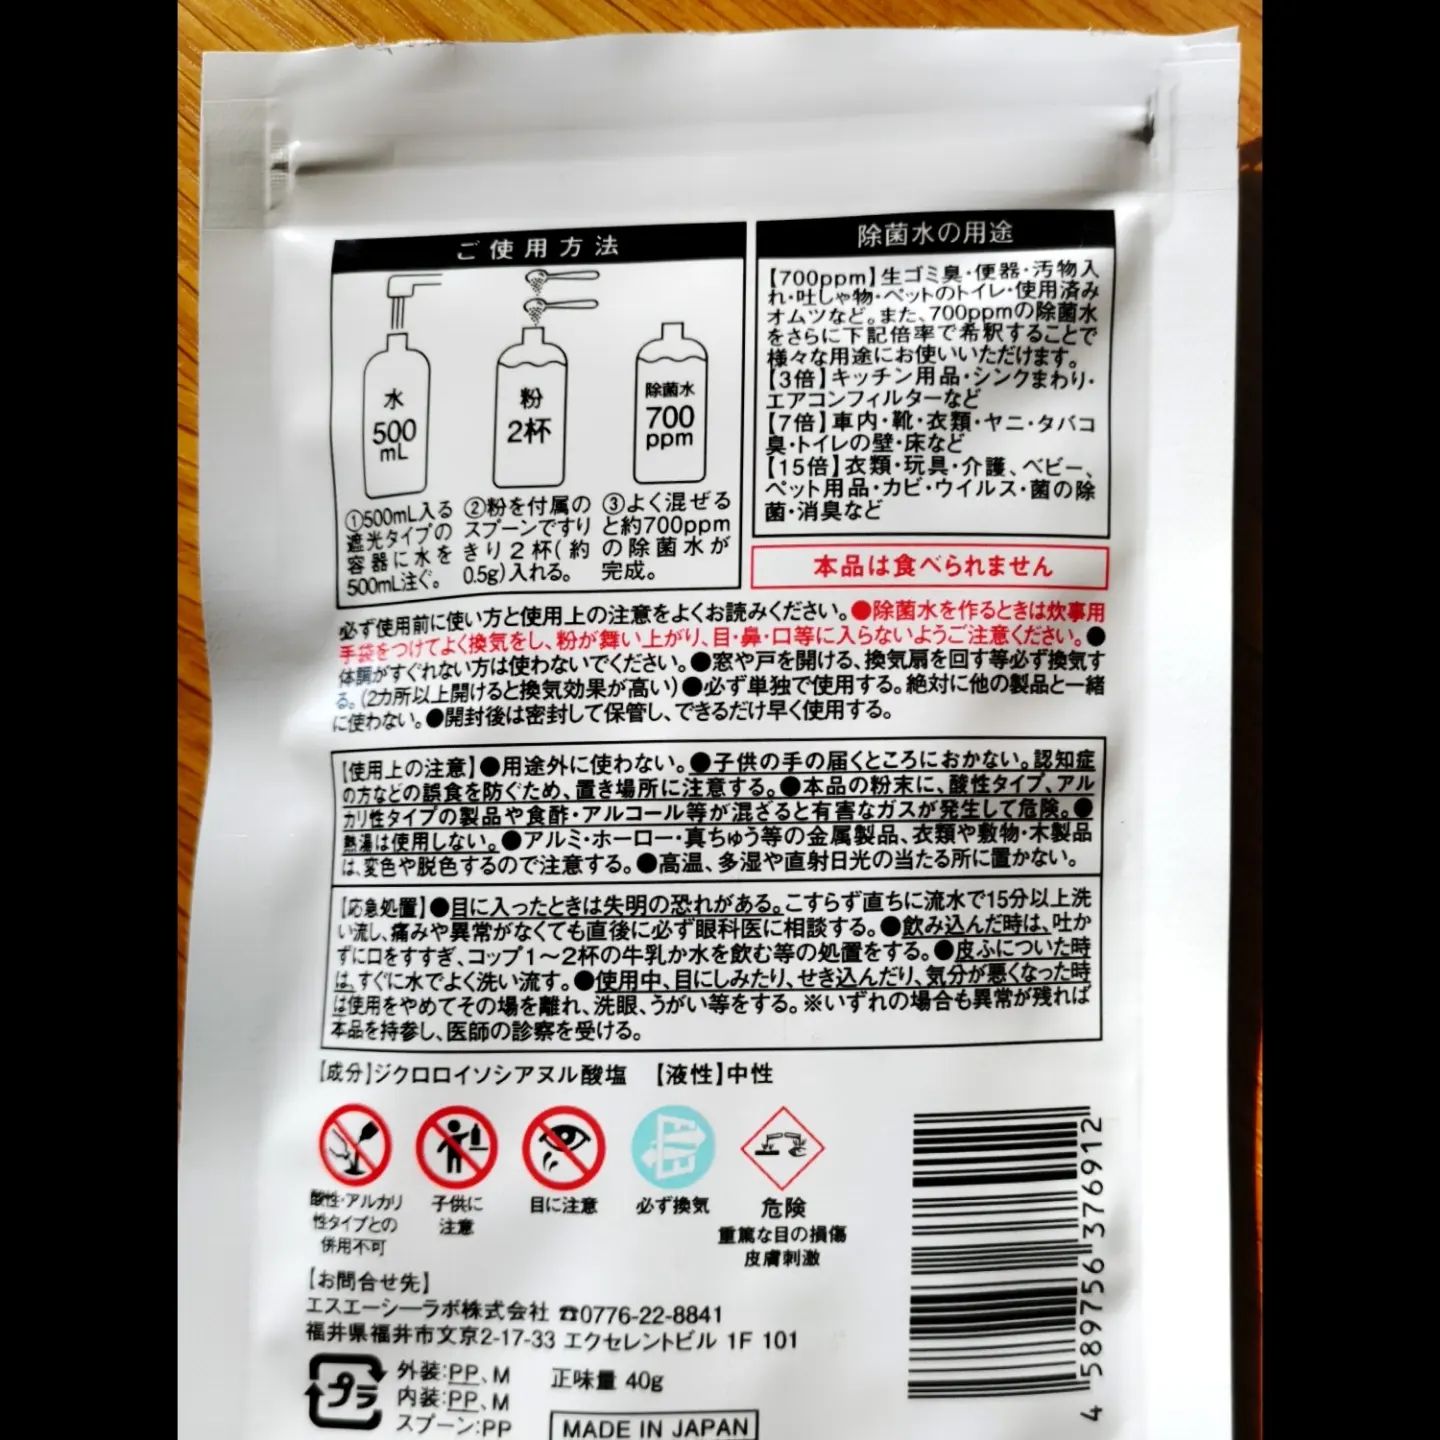 ご使用方法
水
500
mL
粉
2杯
除菌水
700
ppm
①500mL入る
遮光タイプの
容器に水を
500mL注ぐ。
②粉を付属の
スプーンですり
きり2杯(約
0.5g)入れる。
③よく混ぜる
と約700ppm
の除菌水が
完成。
除菌水の用途
【700ppm】生ゴミ臭・便器・汚物入
れ・吐しゃ物・ペットのトイレ・使用済み
オムツなど。また、700ppmの除菌水
をさらに下記倍率で希釈することで
様々な用途にお使いいただけます。
【3倍】キッチン用品・シンクまわり・
エアコンフィルターなど
【7倍】車内・靴・衣類・ヤニ・タバコ
臭・トイレの壁・床など
【15倍】衣類・玩具・介護、ベビー、
ペット用品・カビ・ウイルス・菌の除
菌・消臭など
本品は食べられません
必ず使用前に使い方と使用上の注意をよくお読みください。●除菌水を作るときは炊事用
手袋をつけてよく換気をし、粉が舞い上がり、目・鼻・口等に入らないようご注意ください。●
体調がすぐれない方は使わないでください。●窓や戸を開ける、換気扇を回す等必ず換気す
る。(2カ所以上開けると換気効果が高い)●必ず単独で使用する。絶対に他の製品と一緒
に使わない。●開封後は密封して保管し、できるだけ早く使用する。
【使用上の注意】●用途外に使わない。●子供の手の届くところにおかない。認知症
の方などの誤食を防ぐため、置き場所に注意する。●本品の粉末に、酸性タイプ、アル
カリ性タイプの製品や食酢・アルコール等が混ざると有害なガスが発生して危険。●
熱湯は使用しない。●アルミ・ホーロー・真ちゅう等の金属製品、衣類や敷物・木製品
は、変色や脱色するので注意する。●高温、多湿や直射日光の当たる所に置かない。
【応急処置】●目に入ったときは失明の恐れがある。こすらず直ちに流水で15分以上洗
い流し、痛みや異常がなくても直後に必ず眼科医に相談する。●飲み込んだ時は、吐か
ずに口をすすぎ、コップ1〜2杯の牛乳か水を飲む等の処置をする。●皮ふについた時
は、すぐに水でよく洗い流す。●使用中、目にしみたり、せき込んだり、気分が悪くなった時
は使用をやめてその場を離れ、洗眼、うがい等をする。※いずれの場合も異常が残れば
本品を持参し、医師の診察を受ける。
【成分】ジクロロイソシアヌル酸塩 【液性】中性
酸性・アルカリ
性タイプとの
併用不可
子供に
注意
目に注意
必ず換気
危険
重篤な目の損傷
皮膚刺激
【お問合せ先】
エスエーシーラボ株式会社 ☎0776-22-8841
福井県福井市文京2-17-33 エクセレントビル 1F 101
プラ
外装:PP、M
内装:PP、M
スプーン:PP
正味量 40g
MADE IN JAPAN
4 589756 376912